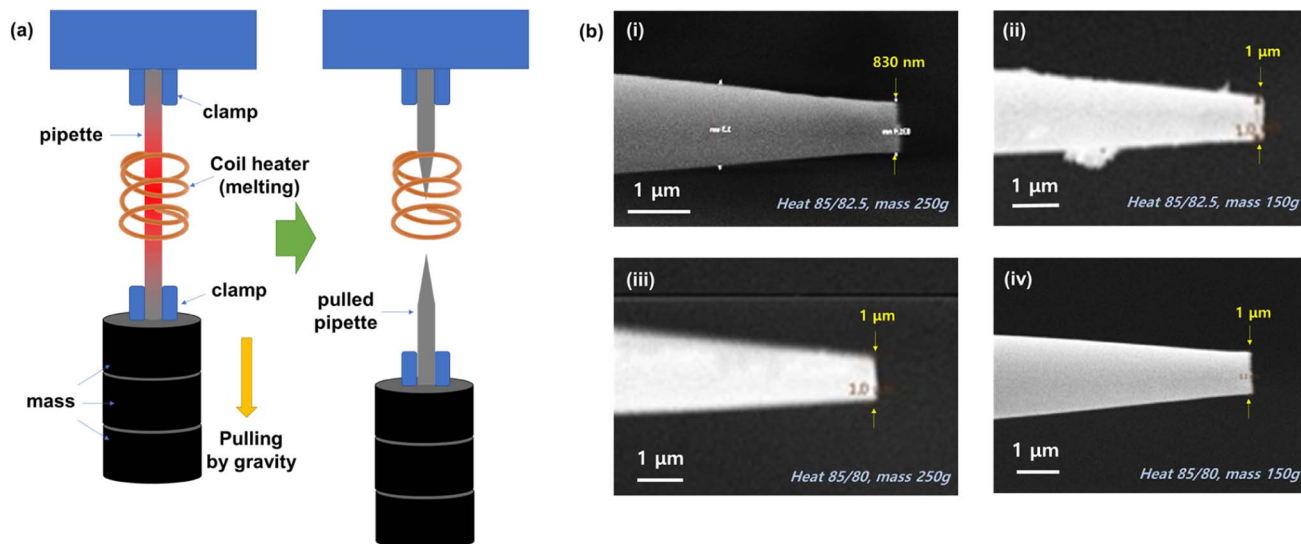 (a)
clamp
pipette
Coil heater
(melting)
clamp
mass
Pulling
by gravity
pulled
pipette
(b)
(i)
830 nm
1 μm
Heat 85/82.5, mass 250g
(ii)
1 μm
1 μm
Heat 85/82.5, mass 150g
(iii)
1 μm
1.0
1 μm
Heat 85/80, mass 250g
(iv)
1 μm
1 μm
Heat 85/80, mass 150g